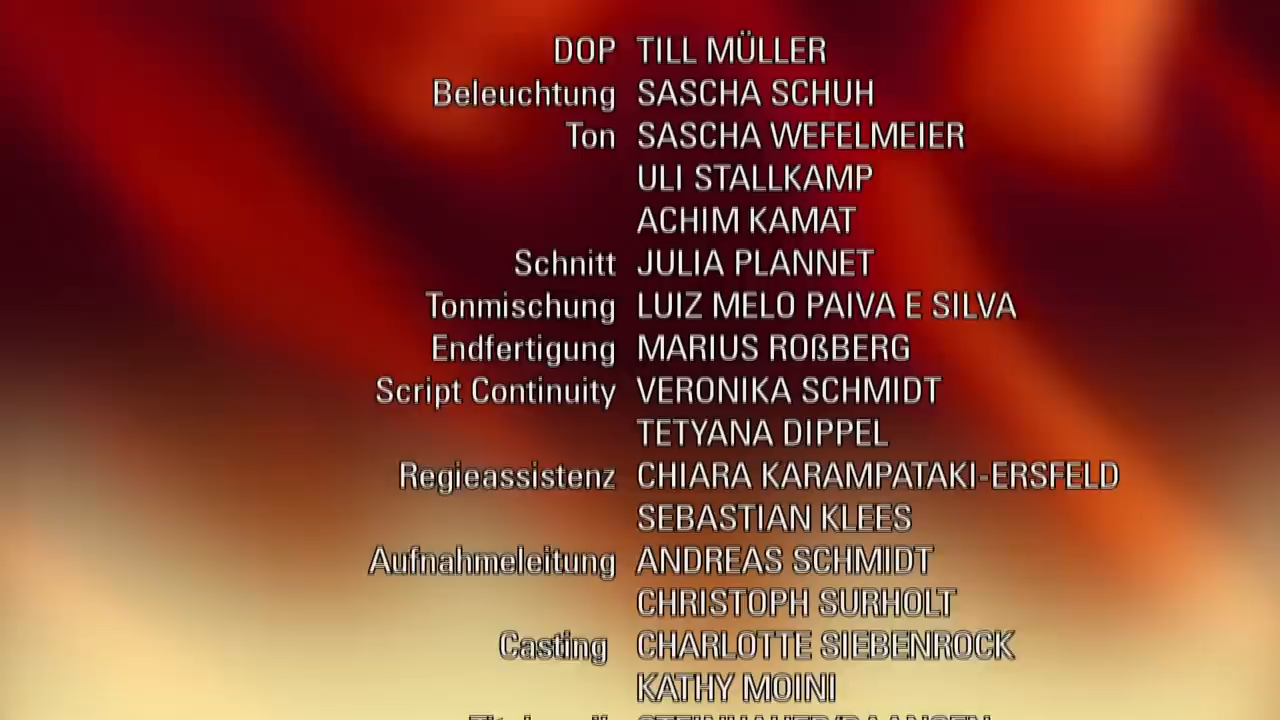 DOP TILL MÜLLER
Beleuchtung SASCHA SCHUH
Ton SASCHA WEFELMEIER
ULI STALLKAMP
ACHIM KAMAT
Schnitt JULIA PLANNET
Tonmischung LUIZ MELO PAIVA E SILVA
Endfertigung MARIUS ROßBERG
Script Continuity VERONIKA SCHMIDT
TETYANA DIPPEL
Regieassistenz CHIARA KARAMPATAKI-ERSFELD
SEBASTIAN KLEES
Aufnahmeleitung ANDREAS SCHMIDT
CHRISTOPH SURHOLT
Casting CHARLOTTE SIEBENROCK
KATHY MOINI